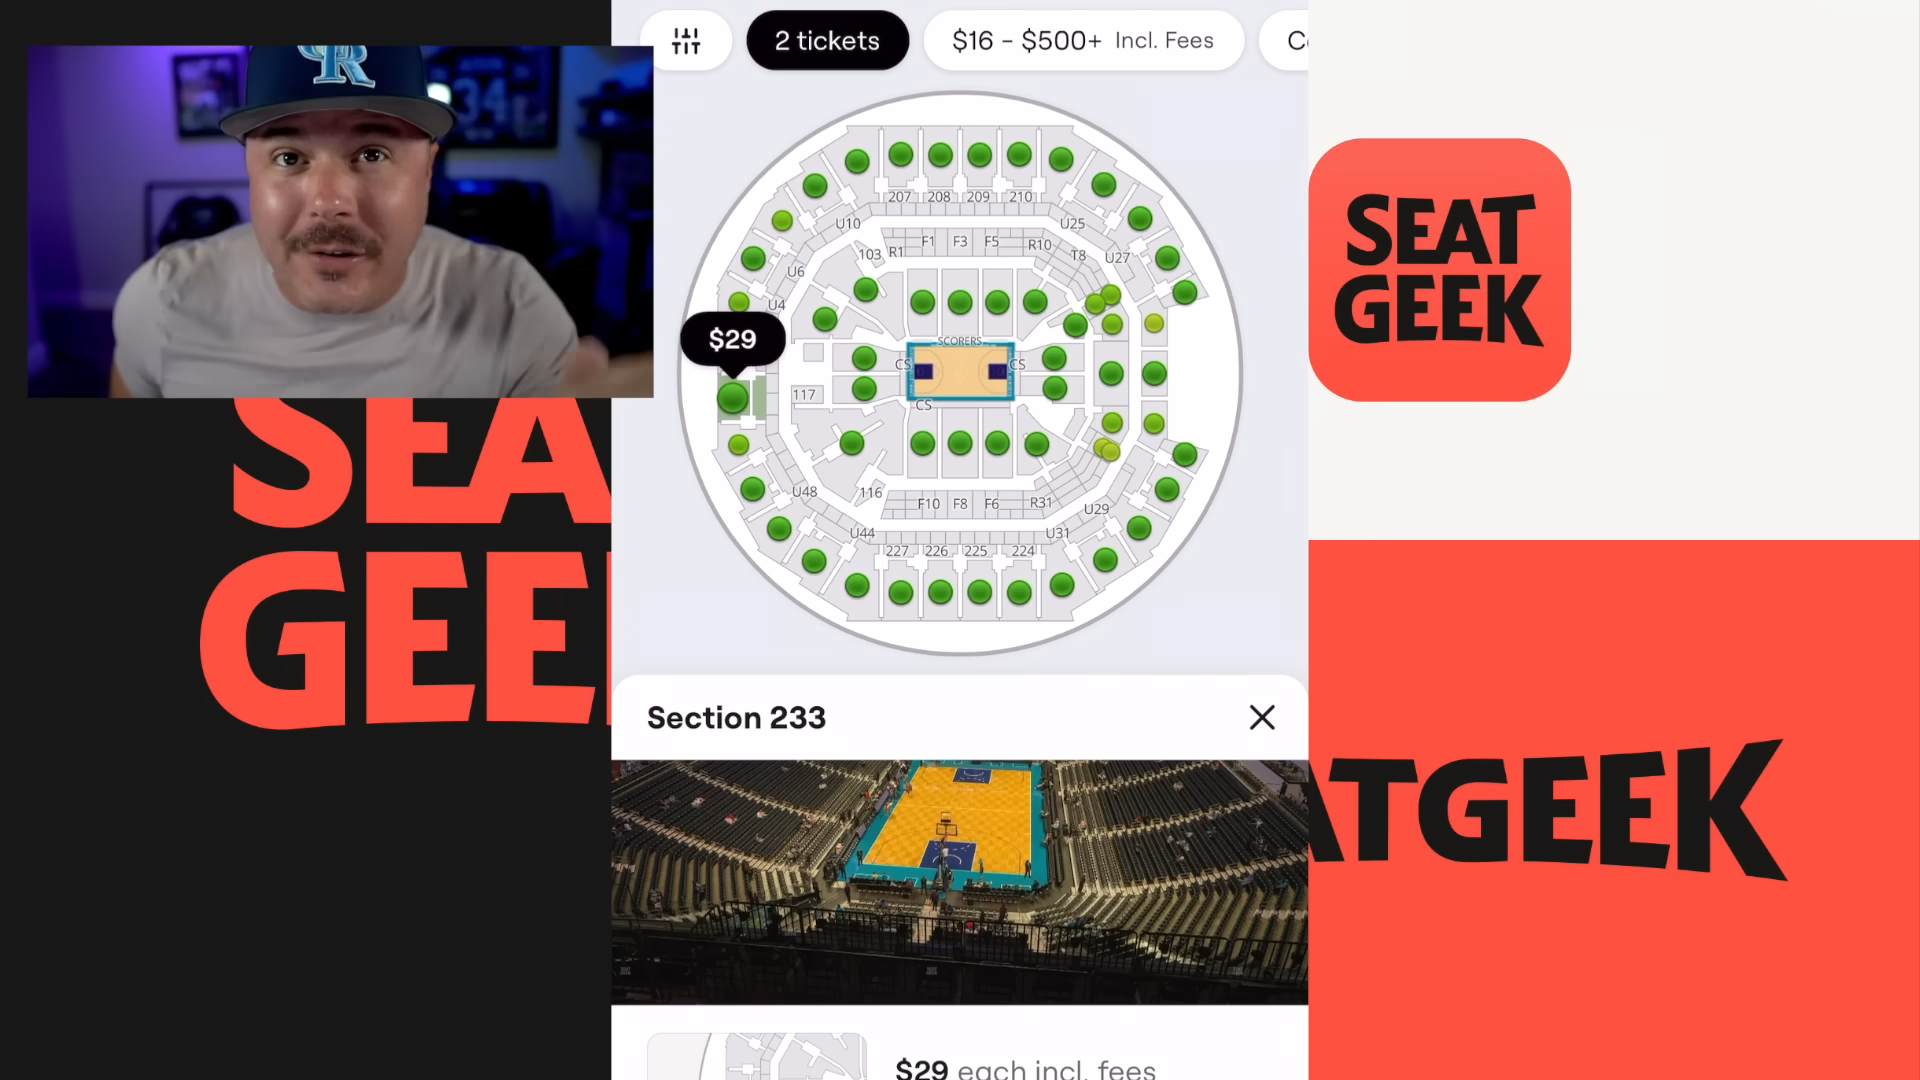 2 tickets
$16 - $500+ Incl. Fees
34
207 208 209 210
U10 U25
103 R1 F1 F3 F5 R10 T8 U27
U6
U4
$29
SCORERS
CS CS
117
CS
U48 116 F10 F8 F6 R31 U29
U44 U31
227 226 225 224
Section 233
$29 each incl. fees
SEA
GEE
SEAT
GEEK
ATGEEK